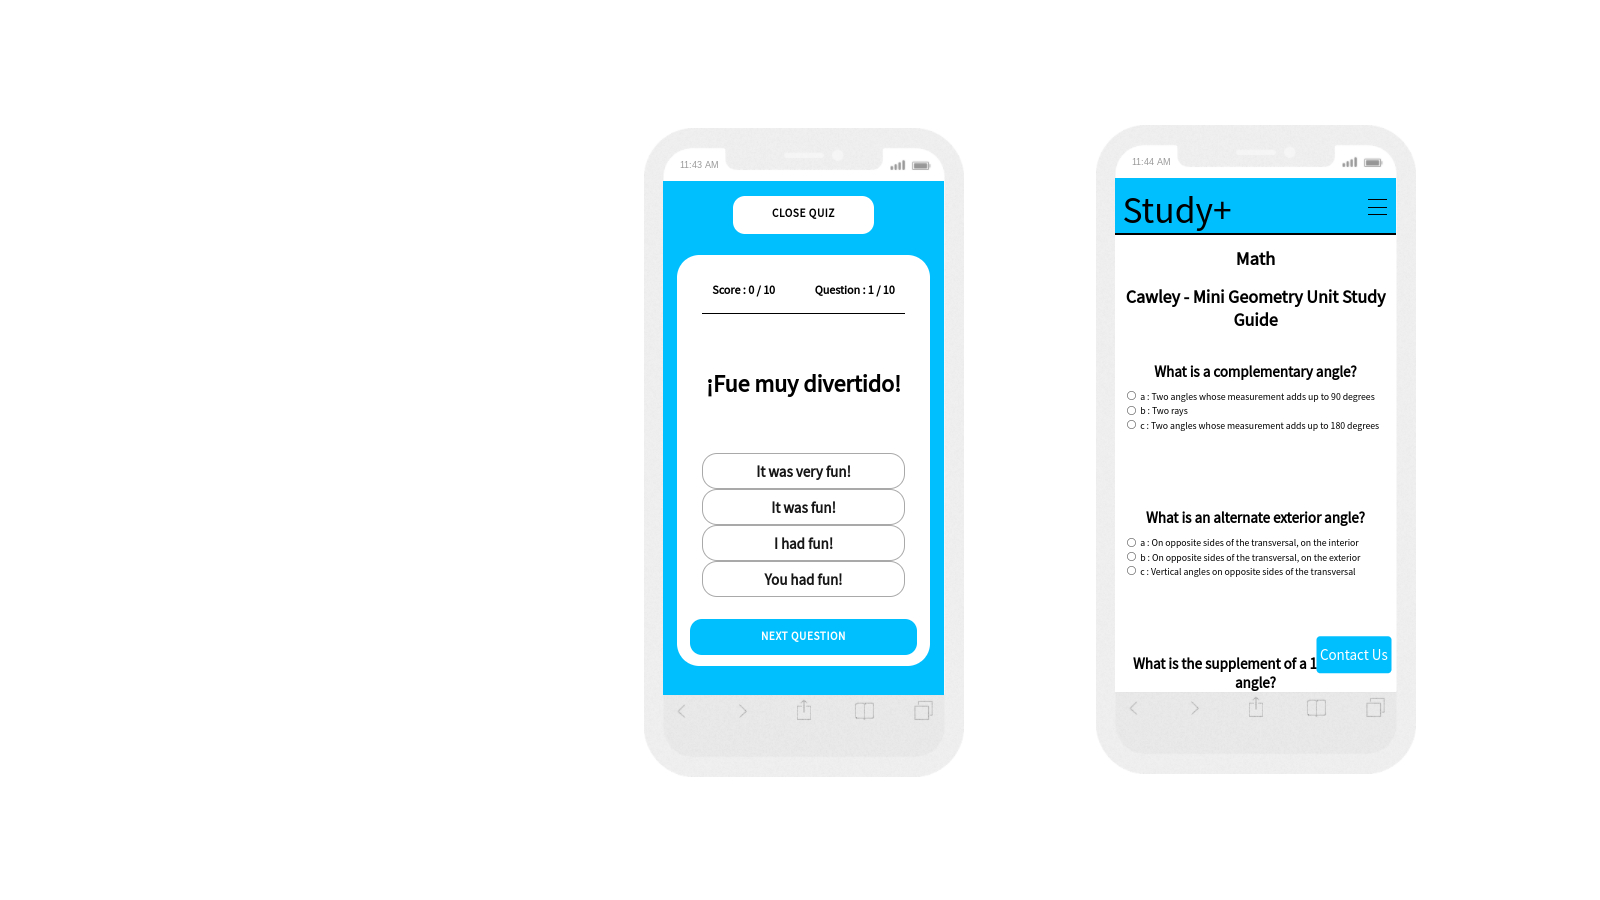 11:43 AM
CLOSE QUIZ
Score : 0 / 10 Question : 1 / 10
¡Fue muy divertido!
It was very fun!
It was fun!
I had fun!
You had fun!
NEXT QUESTION
11:44 AM
Study+
Math
Cawley - Mini Geometry Unit Study
Guide
What is a complementary angle?
a : Two angles whose measurement adds up to 90 degrees
b : Two rays
c : Two angles whose measurement adds up to 180 degrees
What is an alternate exterior angle?
a : On opposite sides of the transversal, on the interior
b : On opposite sides of the transversal, on the exterior
c : Vertical angles on opposite sides of the transversal
What is the supplement of a
angle?
Contact Us